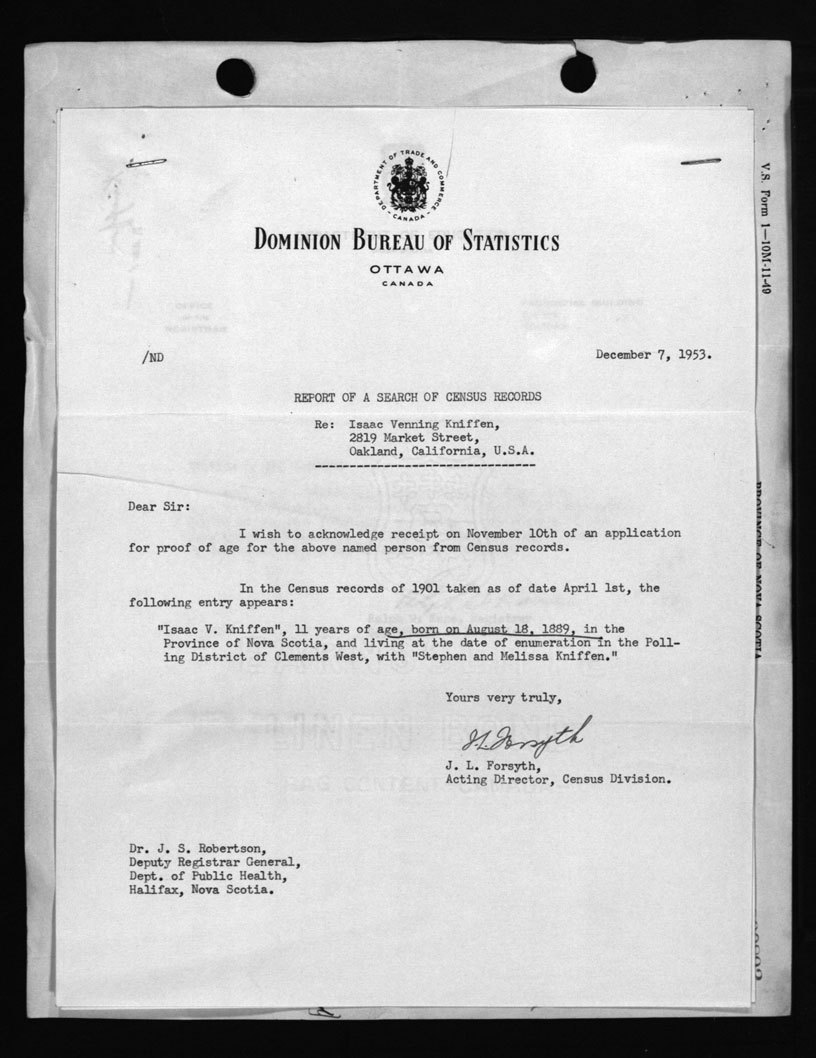 DEPARTMENT OF TRADE AND COMMERCE
- CANADA -
DOMINION BUREAU OF STATISTICS
OTTAWA
CANADA
/ND
December 7, 1953.
REPORT OF A SEARCH OF CENSUS RECORDS
Re: Isaac Venning Kniffen,
2819 Market Street,
Oakland, California, U.S.A.
Dear Sir:
I wish to acknowledge receipt on November 10th of an application
for proof of age for the above named person from Census records.
In the Census records of 1901 taken as of date April 1st, the
following entry appears:
"Isaac V. Kniffen", 11 years of age, born on August 18, 1889, in the
Province of Nova Scotia, and living at the date of enumeration in the Poll-
ing District of Clements West, with "Stephen and Melissa Kniffen."
Yours very truly,
J.L. Forsyth
J. L. Forsyth,
Acting Director, Census Division.
Dr. J. S. Robertson,
Deputy Registrar General,
Dept. of Public Health,
Halifax, Nova Scotia.
V.S. Form 1—10M-11-49
PROVINCE OF NOVA SCOTIA